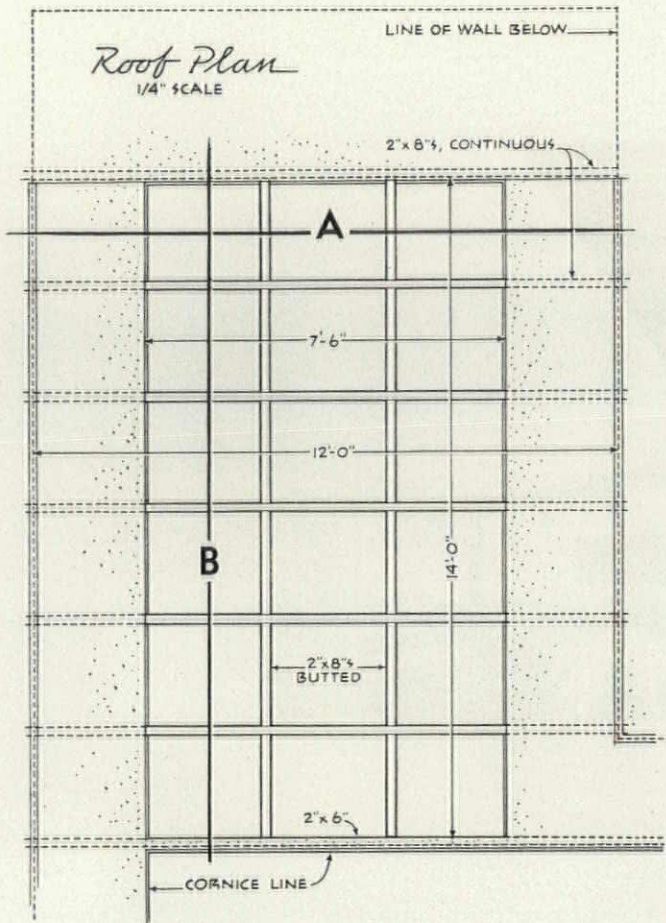 LINE OF WALL BELOW
Roof Plan
1/4" SCALE
2"x 8"s, CONTINUOUS
A
7'-6"
12'-0"
B
14'-0"
2"x8"s
BUTTED
2"x 6"
CORNICE LINE